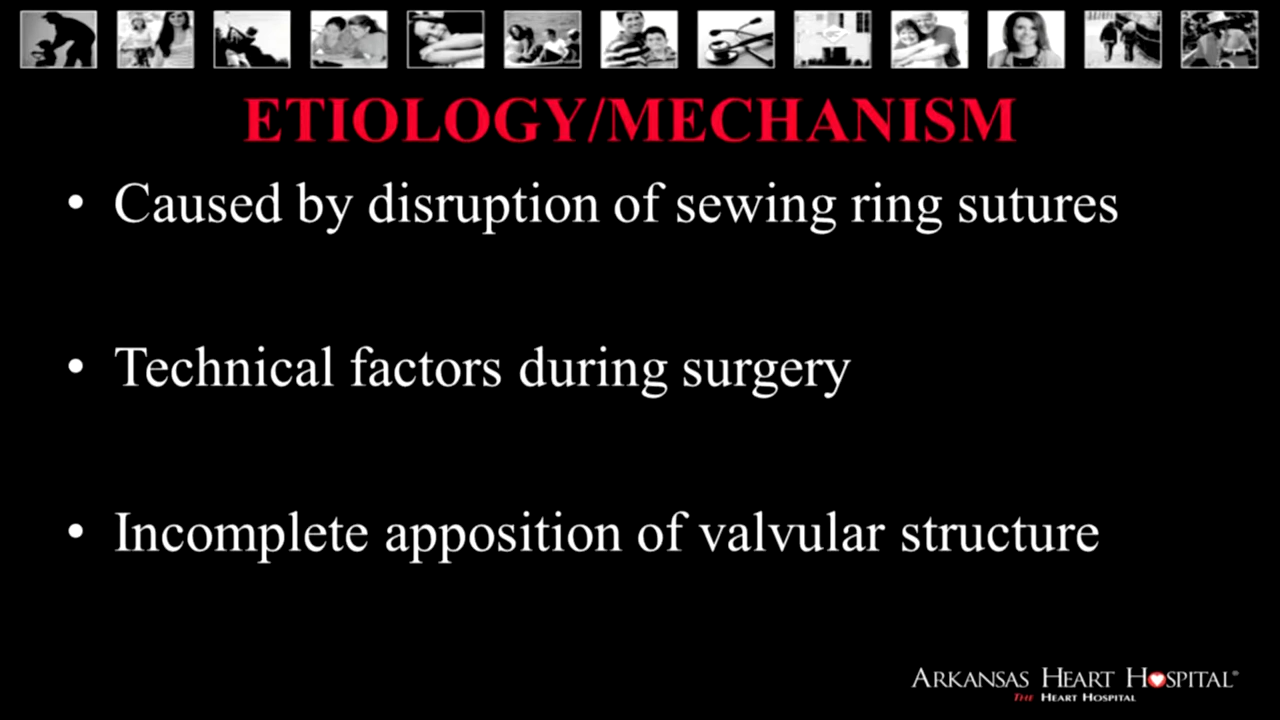 ETIOLOGY/MECHANISM
• Caused by disruption of sewing ring sutures
• Technical factors during surgery
• Incomplete apposition of valvular structure
ARKANSAS HEART HOSPITAL®
THE HEART HOSPITAL